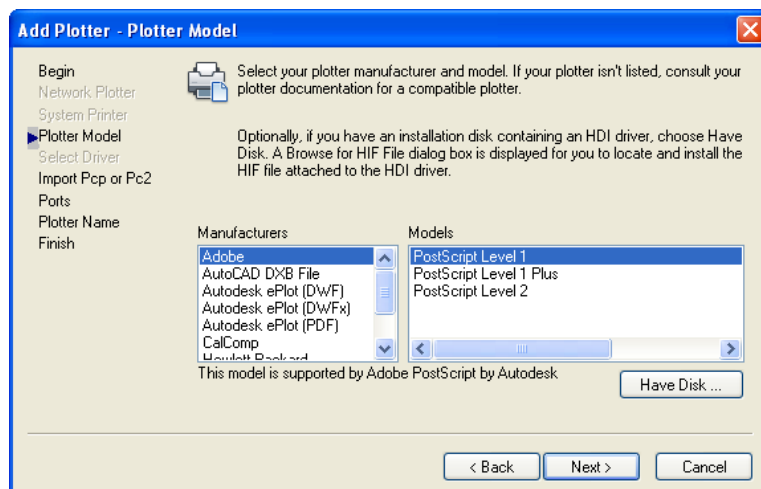 Add Plotter - Plotter Model
Begin
Network Plotter
System Printer
Plotter Model
Select Driver
Import Pcp or Pc2
Ports
Plotter Name
Finish
Select your plotter manufacturer and model. If your plotter isn't listed, consult your
plotter documentation for a compatible plotter.
Optionally, if you have an installation disk containing an HDI driver, choose Have
Disk. A Browse for HIF File dialog box is displayed for you to locate and install the
HIF file attached to the HDI driver.
Manufacturers
Adobe
AutoCAD DXB File
Autodesk ePlot (DWF)
Autodesk ePlot (DWFx)
Autodesk ePlot (PDF)
CalComp
Hewlett Packard
Models
PostScript Level 1
PostScript Level 1 Plus
PostScript Level 2
This model is supported by Adobe PostScript by Autodesk
Have Disk ...
< Back
Next >
Cancel